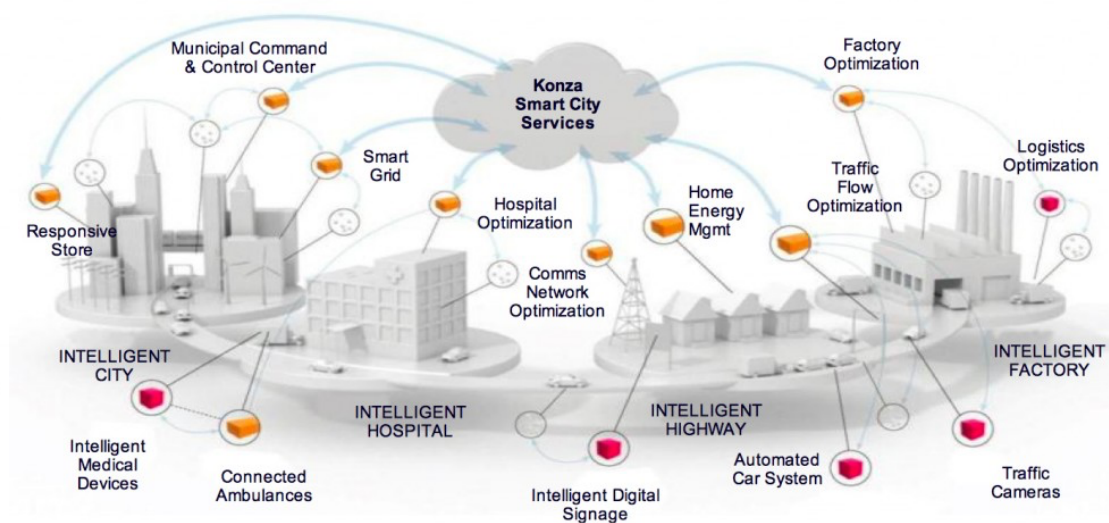 Municipal Command
& Control Center
Konza
Smart City
Services
Factory
Optimization
Smart
Grid
Logistics
Optimization
Responsive
Store
Hospital
Optimization
Home
Energy
Mgmt
Traffic
Flow
Optimization
Comms
Network
Optimization
INTELLIGENT
CITY
INTELLIGENT
HOSPITAL
INTELLIGENT
HIGHWAY
INTELLIGENT
FACTORY
Intelligent
Medical
Devices
Connected
Ambulances
Intelligent Digital
Signage
Automated
Car System
Traffic
Cameras